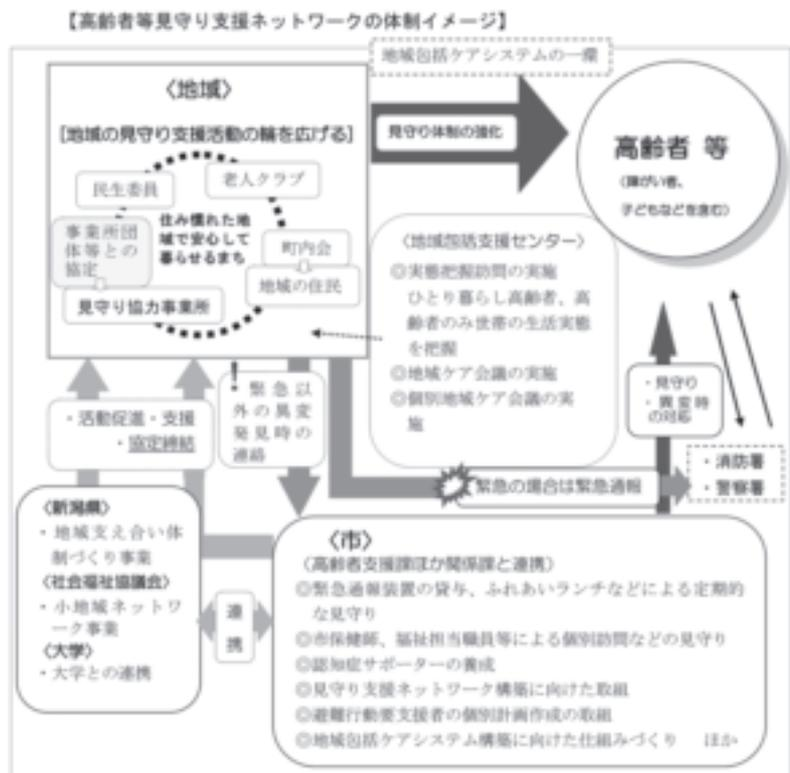 【高齢者等見守り支援ネットワークの体制イメージ】
地域包括ケアシステムの一環
〈地域〉
[地域の見守り支援活動の輪を広げる]
民生委員
老人クラブ
事業所団
体等との
協定
住み慣れた地
域で安心して
暮らせるまち
町内会
地域の住民
見守り協力事業所
見守り体制の強化
高齢者 等
(障がい者、
子どもなどを含む)
〈地域包括支援センター〉
◎実態把握訪問の実施
ひとり暮らし高齢者、高
齢者のみ世帯の生活実態
を把握
◎地域ケア会議の実施
◎個別地域ケア会議の実
施
・見守り
・異変時
の対応
・活動促進・支援
・協定締結
!
緊急以
外の異変
発見時の
連絡
緊急の場合は緊急通報
・消防署
・警察署
〈新潟県〉
・地域支え合い体
制づくり事業
〈社会福祉協議会〉
・小地域ネットワ
ーク事業
〈大学〉
・大学との連携
連
携
〈市〉
〈高齢者支援課ほか関係課と連携〉
◎緊急通報装置の貸与、ふれあいランチなどによる定期的
な見守り
◎市保健師、福祉担当職員等による個別訪問などの見守り
◎認知症サポーターの養成
◎見守り支援ネットワーク構築に向けた取組
◎避難行動要支援者の個別計画作成の取組
◎地域包括ケアシステム構築に向けた仕組みづくり ほか